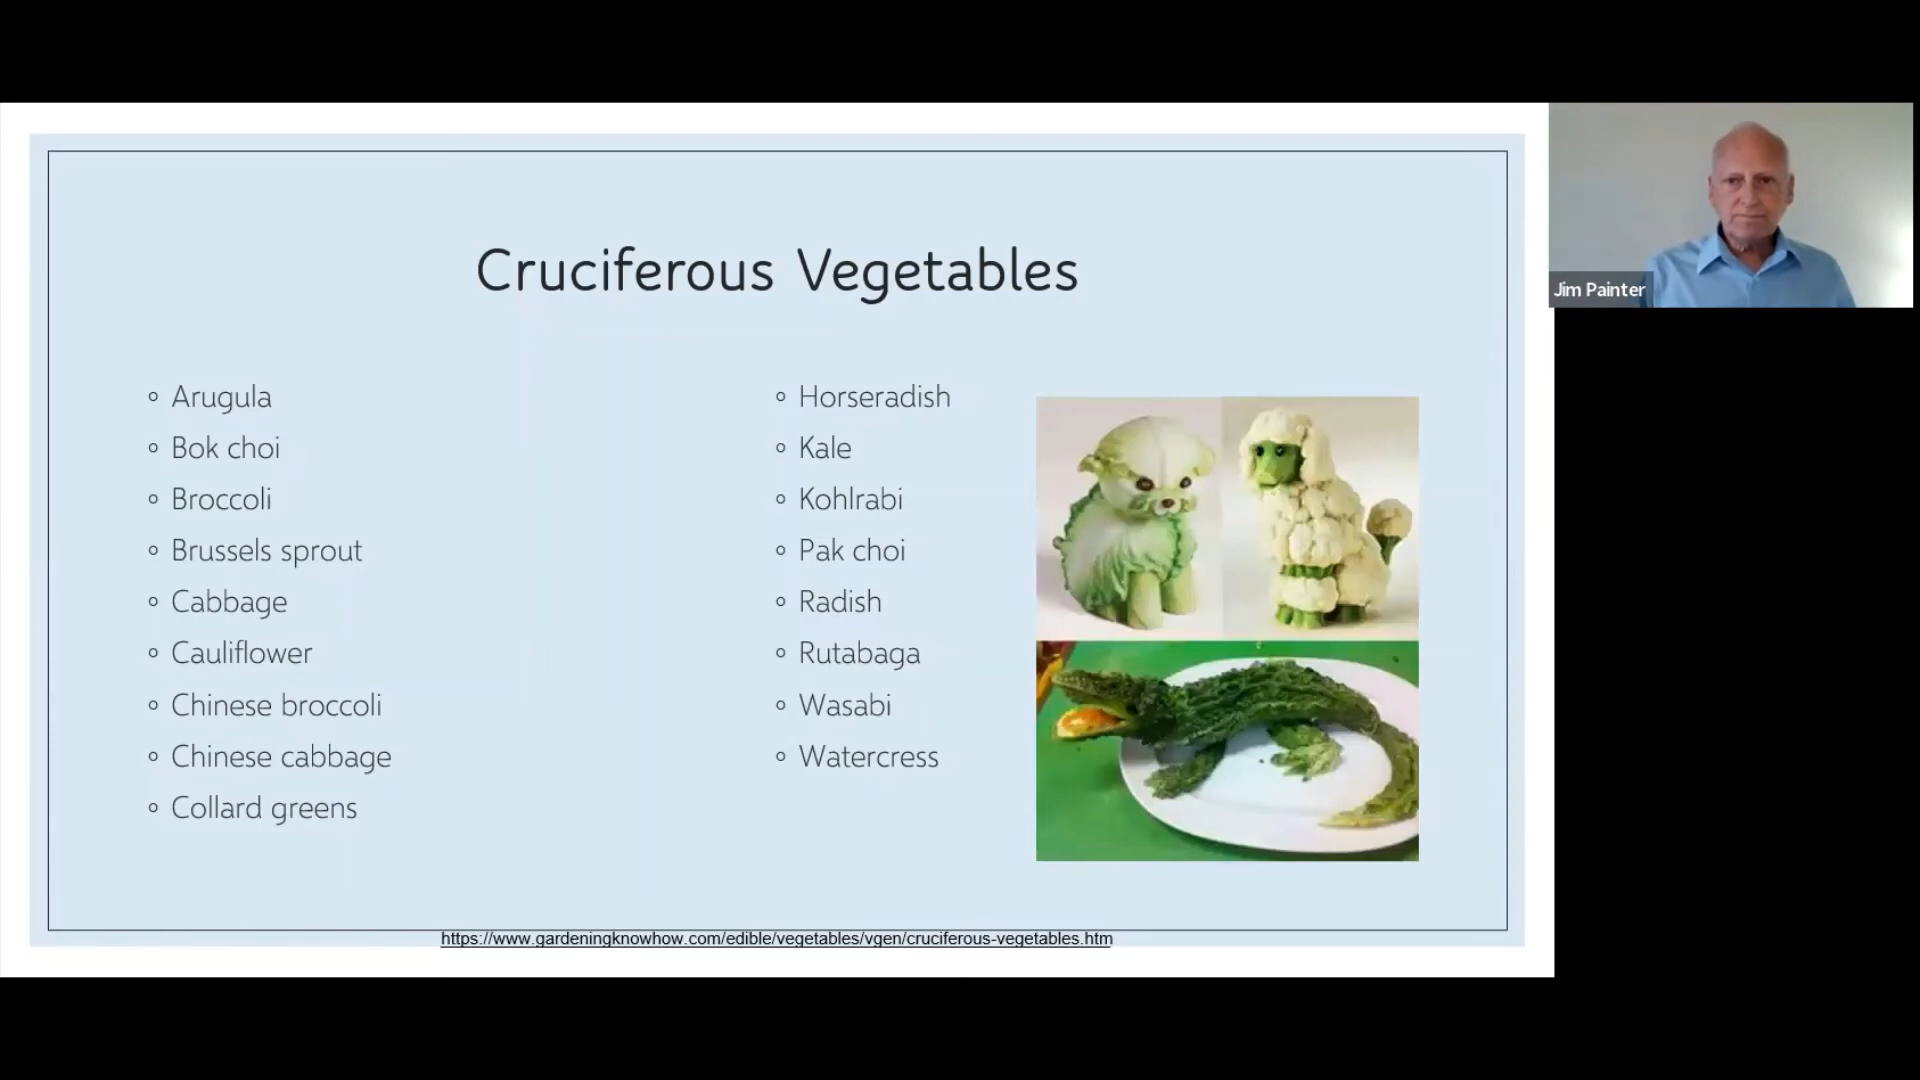 Cruciferous Vegetables
Arugula
Bok choi
Broccoli
Brussels sprout
Cabbage
Cauliflower
Chinese broccoli
Chinese cabbage
Collard greens
Horseradish
Kale
Kohlrabi
Pak choi
Radish
Rutabaga
Wasabi
Watercress
https://www.gardeningknowhow.com/edible/vegetables/vgen/cruciferous-vegetables.htm
Jim Painter